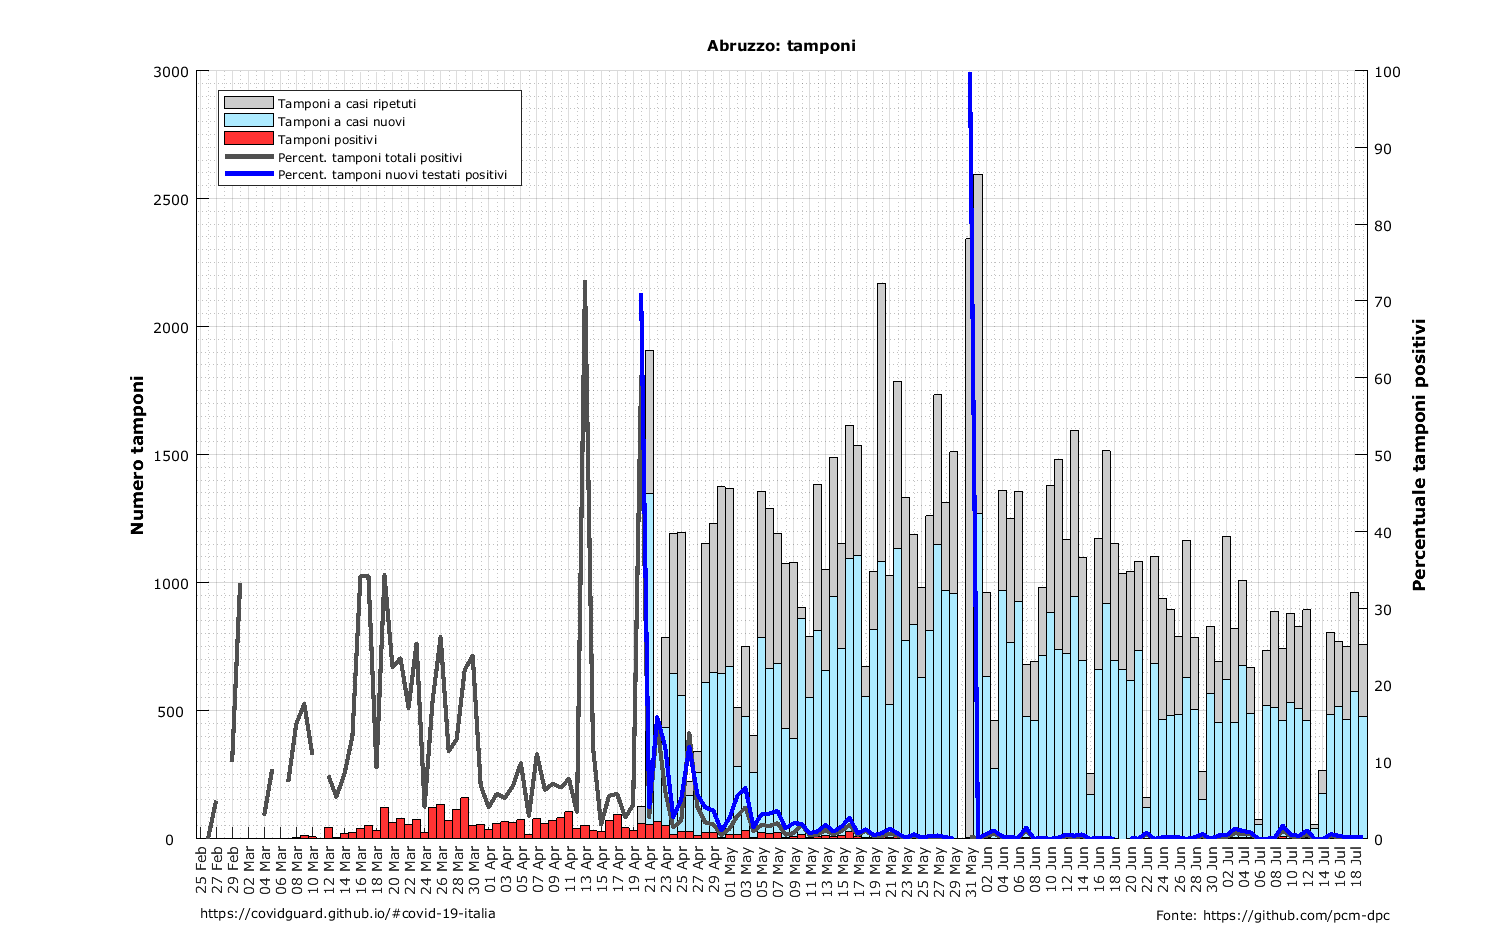 Abruzzo: tamponi
Tamponi a casi ripetuti
Tamponi a casi nuovi
Tamponi positivi
Percent. tamponi totali positivi
Percent. tamponi nuovi testati positivi
Numero tamponi
3000
2500
2000
1500
1000
500
0
Percentuale tamponi positivi
100
90
80
70
60
50
40
30
20
10
0
25 Feb
27 Feb
29 Feb
02 Mar
04 Mar
06 Mar
08 Mar
10 Mar
12 Mar
14 Mar
16 Mar
18 Mar
20 Mar
22 Mar
24 Mar
26 Mar
28 Mar
30 Mar
01 Apr
03 Apr
05 Apr
07 Apr
09 Apr
11 Apr
13 Apr
15 Apr
17 Apr
19 Apr
21 Apr
23 Apr
25 Apr
27 Apr
29 Apr
01 May
03 May
05 May
07 May
09 May
11 May
13 May
15 May
17 May
19 May
21 May
23 May
25 May
27 May
29 May
31 May
02 Jun
04 Jun
06 Jun
08 Jun
10 Jun
12 Jun
14 Jun
16 Jun
18 Jun
20 Jun
22 Jun
24 Jun
26 Jun
28 Jun
30 Jun
02 Jul
04 Jul
06 Jul
08 Jul
10 Jul
12 Jul
14 Jul
16 Jul
18 Jul
https://covidguard.github.io/#covid-19-italia
Fonte: https://github.com/pcm-dpc